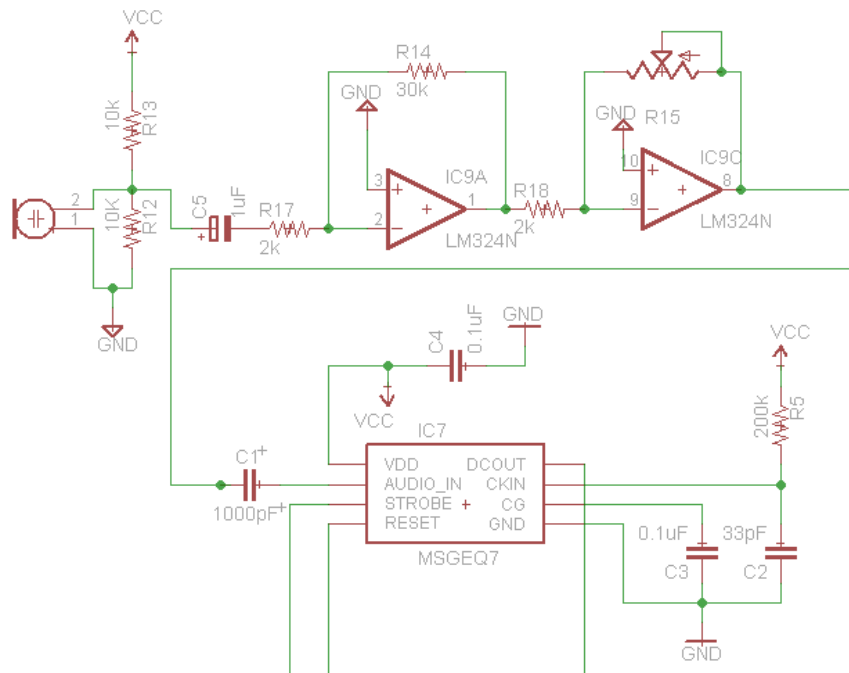 VCC
10k
R13
2
1
10K
R12
GND
C5
1uF
+
R17
2k
R14
30k
GND
3
2
1
IC9A
LM324N
R18
2k
GND
R15
10
9
8
IC9C
LM324N
C4
0.1uF
GND
VCC
VCC
200k
R5
IC7
C1
+
1000pF
+
VDD
AUDIO_IN
STROBE
RESET
DCOUT
CKIN
CG
GND
MSGEQ7
0.1uF
C3
33pF
C2
GND